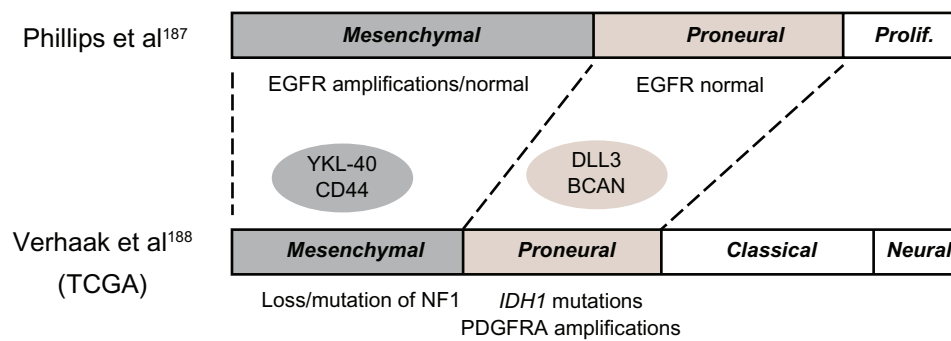 Phillips et al187
Mesenchymal
Proneural
Prolif.
EGFR amplifications/normal
EGFR normal
YKL-40
CD44
DLL3
BCAN
Verhaak et al188
(TCGA)
Mesenchymal
Proneural
Classical
Neural
Loss/mutation of NF1
IDH1 mutations
PDGFRA amplifications